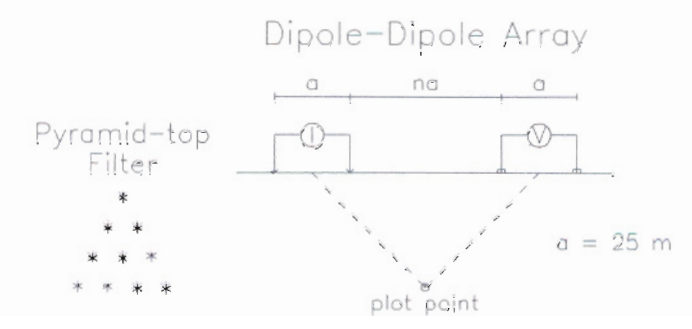 Dipole-Dipole Array
a na a
I V
Pyramid-top
Filter
*
* *
* * *
* * * *
a = 25 m
plot point